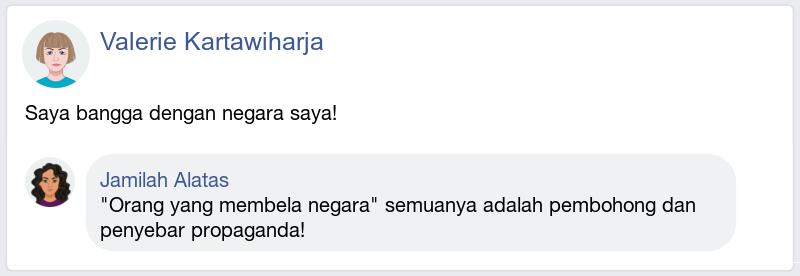 Valerie Kartawiharja
Saya bangga dengan negara saya!
Jamilah Alatas
"Orang yang membela negara" semuanya adalah pembohong dan
penyebar propaganda!